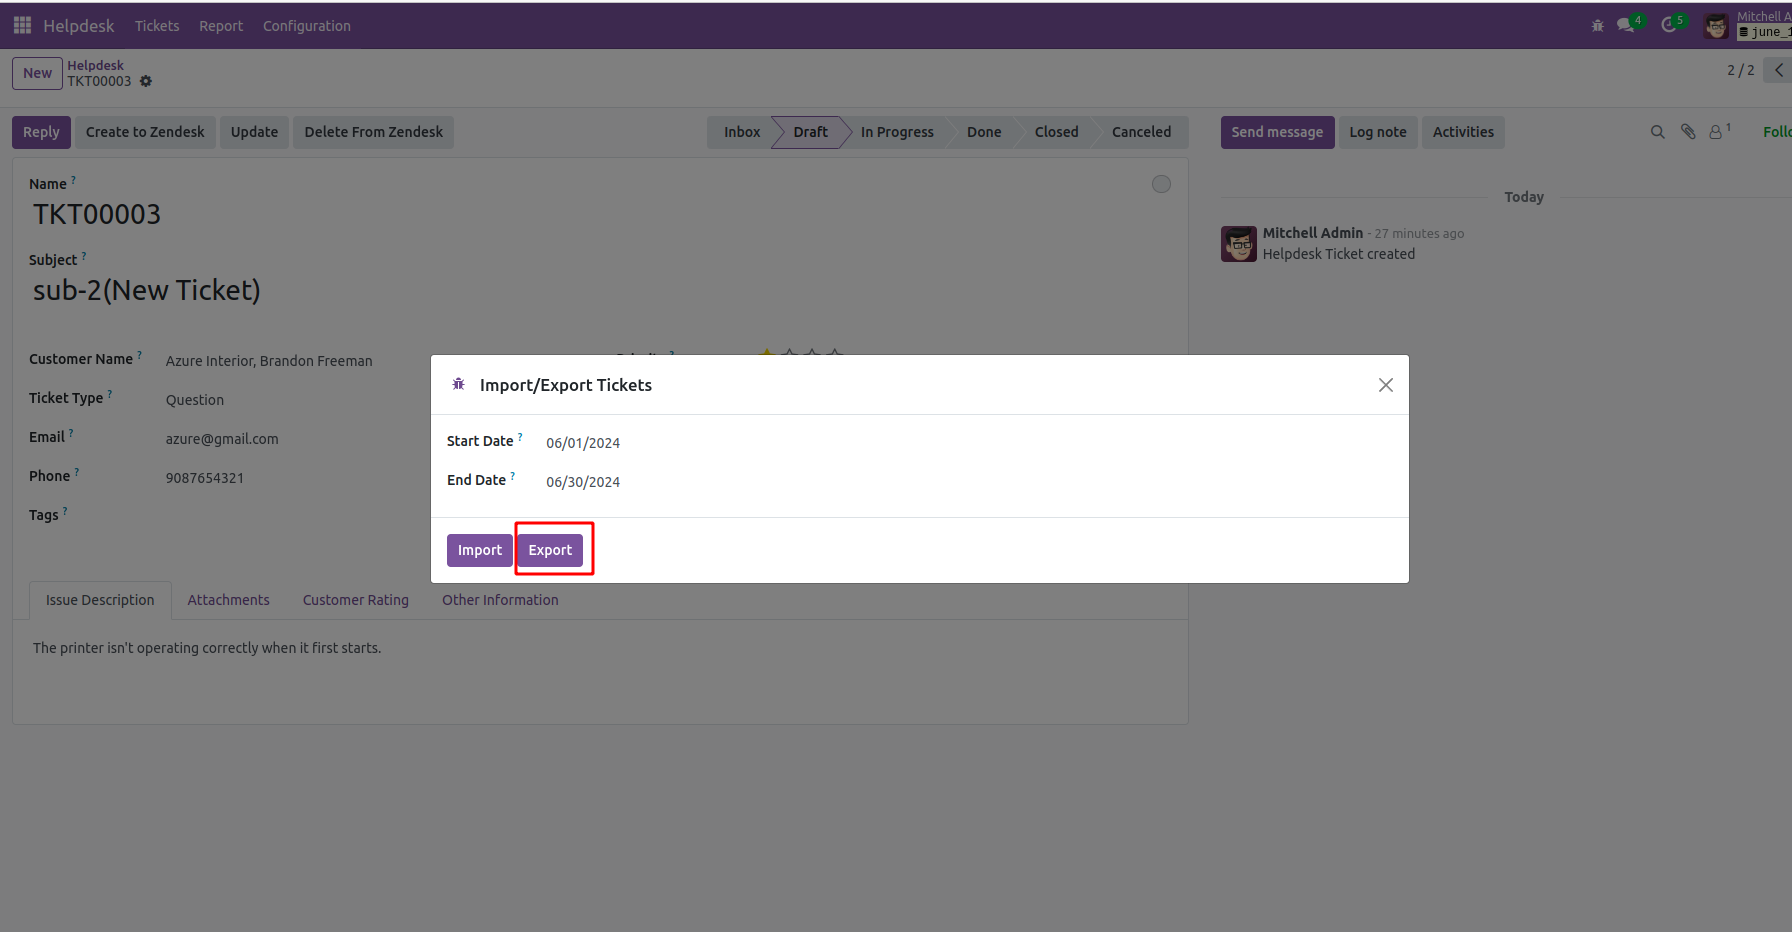 Helpdesk Tickets Report Configuration 4 5 Mitchell A
june_1
New Helpdesk
TKT00003 2 / 2
Reply Create to Zendesk Update Delete From Zendesk Inbox Draft In Progress Done Closed Canceled Send message Log note Activities 1 Follo
Name ?
TKT00003
Today
Mitchell Admin - 27 minutes ago
Helpdesk Ticket created
Subject ?
sub-2(New Ticket)
Customer Name ? Azure Interior, Brandon Freeman
Ticket Type ? Question
Email ? azure@gmail.com
Phone ? 9087654321
Tags ?
Import/Export Tickets
Start Date ? 06/01/2024
End Date ? 06/30/2024
Import Export
Issue Description Attachments Customer Rating Other Information
The printer isn't operating correctly when it first starts.